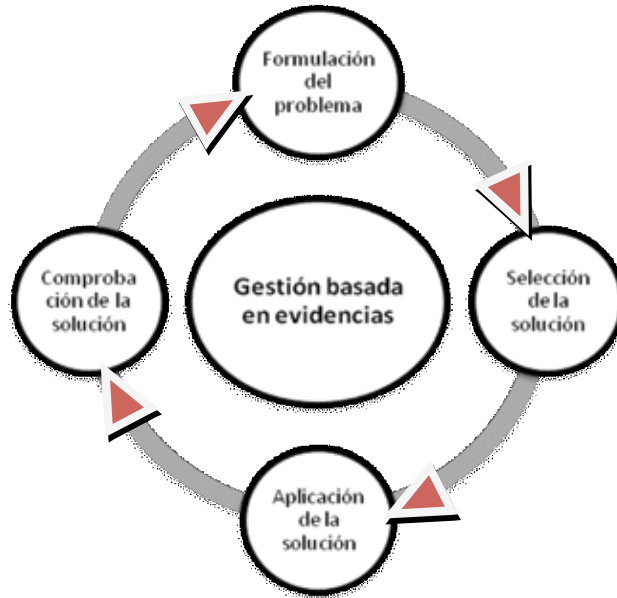 Formulación
del
problema
Comproba
ción de la
solución
Gestión basada
en evidencias
Selección
de la
solución
Aplicación
de la
solución